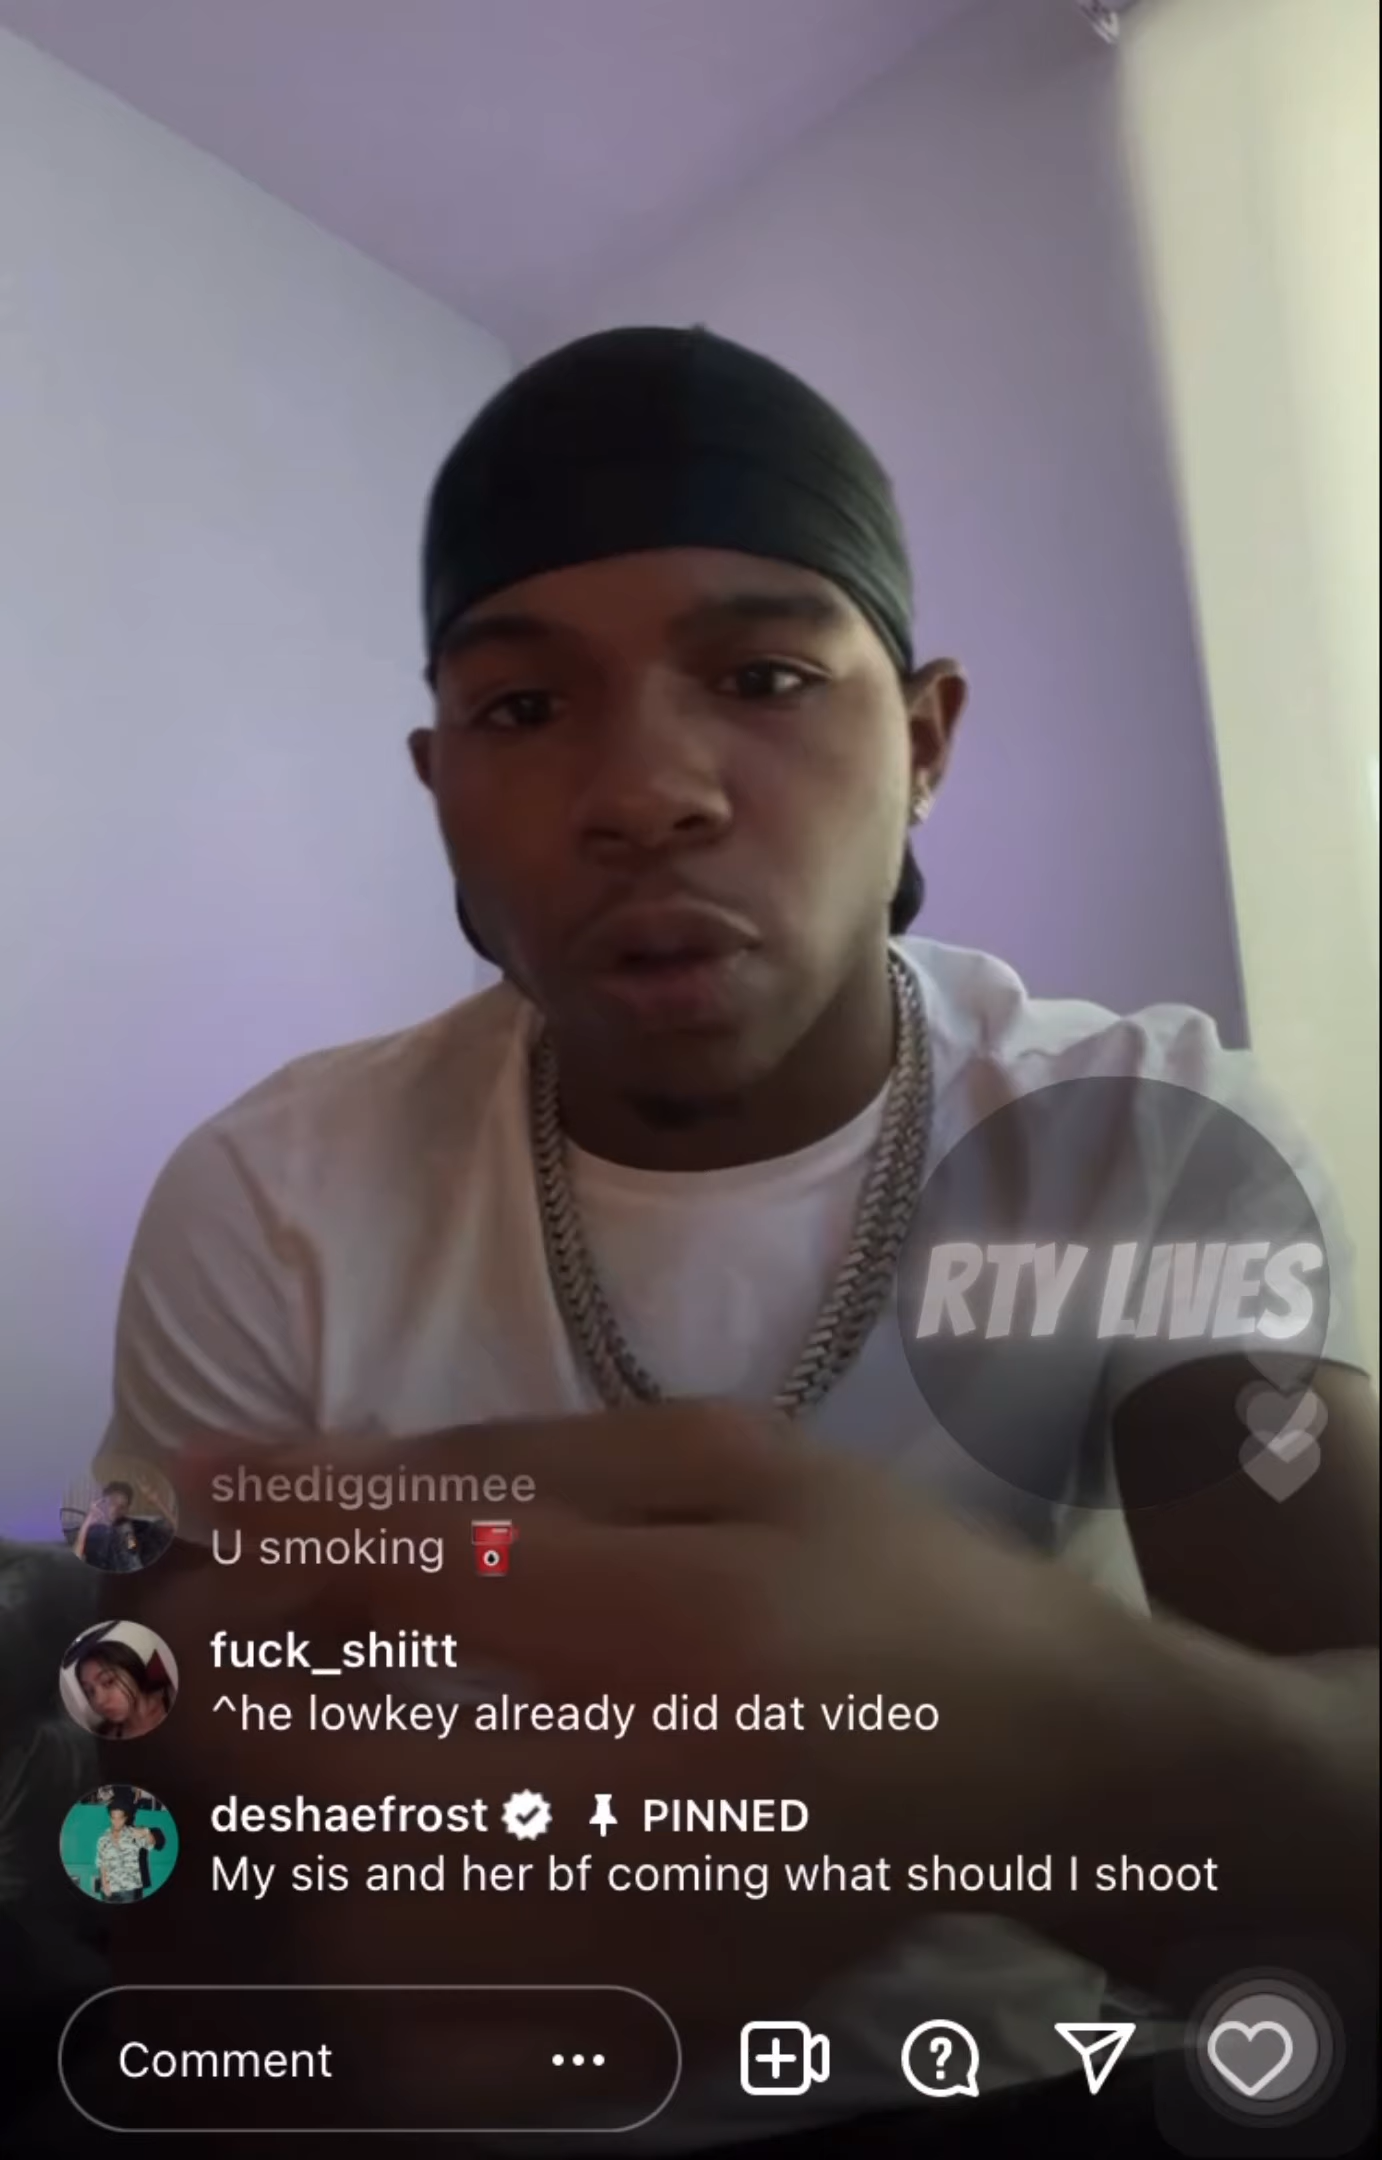 RTY LIVES
shedigginmee
U smoking ⛽
fuck_shiitt
^he lowkey already did dat video
deshaefrost PINNED
My sis and her bf coming what should I shoot
Comment ...